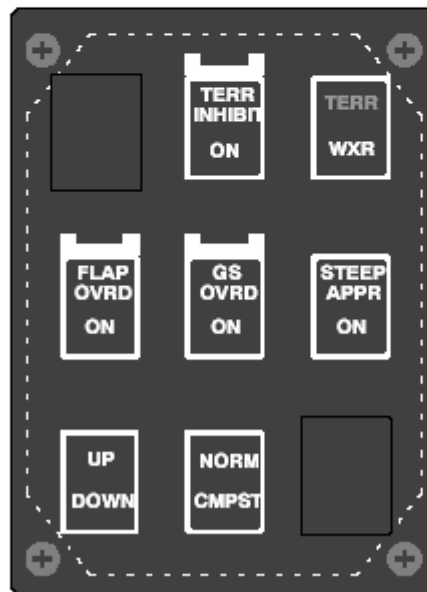 TERR
INHIBIT
ON
TERR
WXR
FLAP
OVRD
ON
GS
OVRD
ON
STEEP
APPR
ON
UP
DOWN
NORM
CMPST